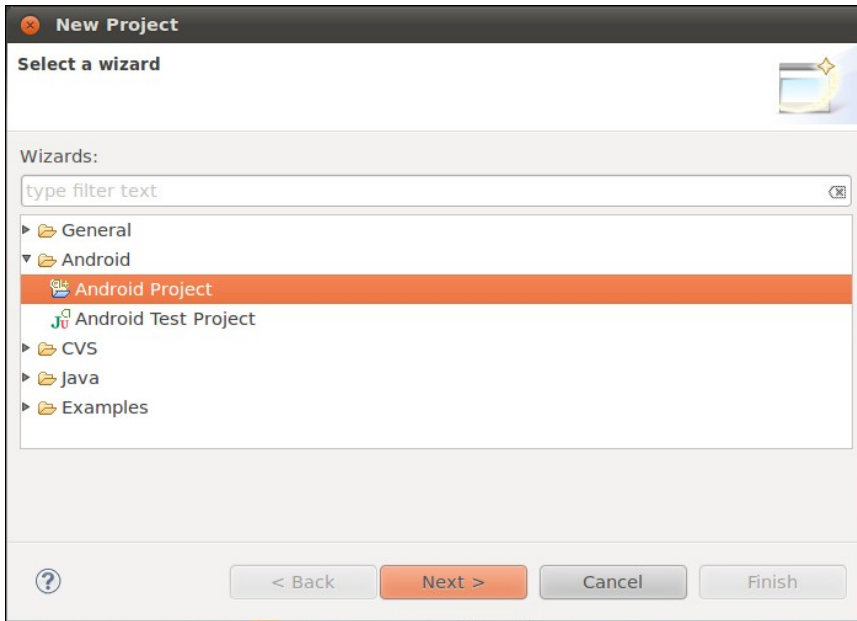 New Project
Select a wizard
Wizards:
type filter text
General
Android
Android Project
Android Test Project
CVS
Java
Examples
< Back Next > Cancel Finish